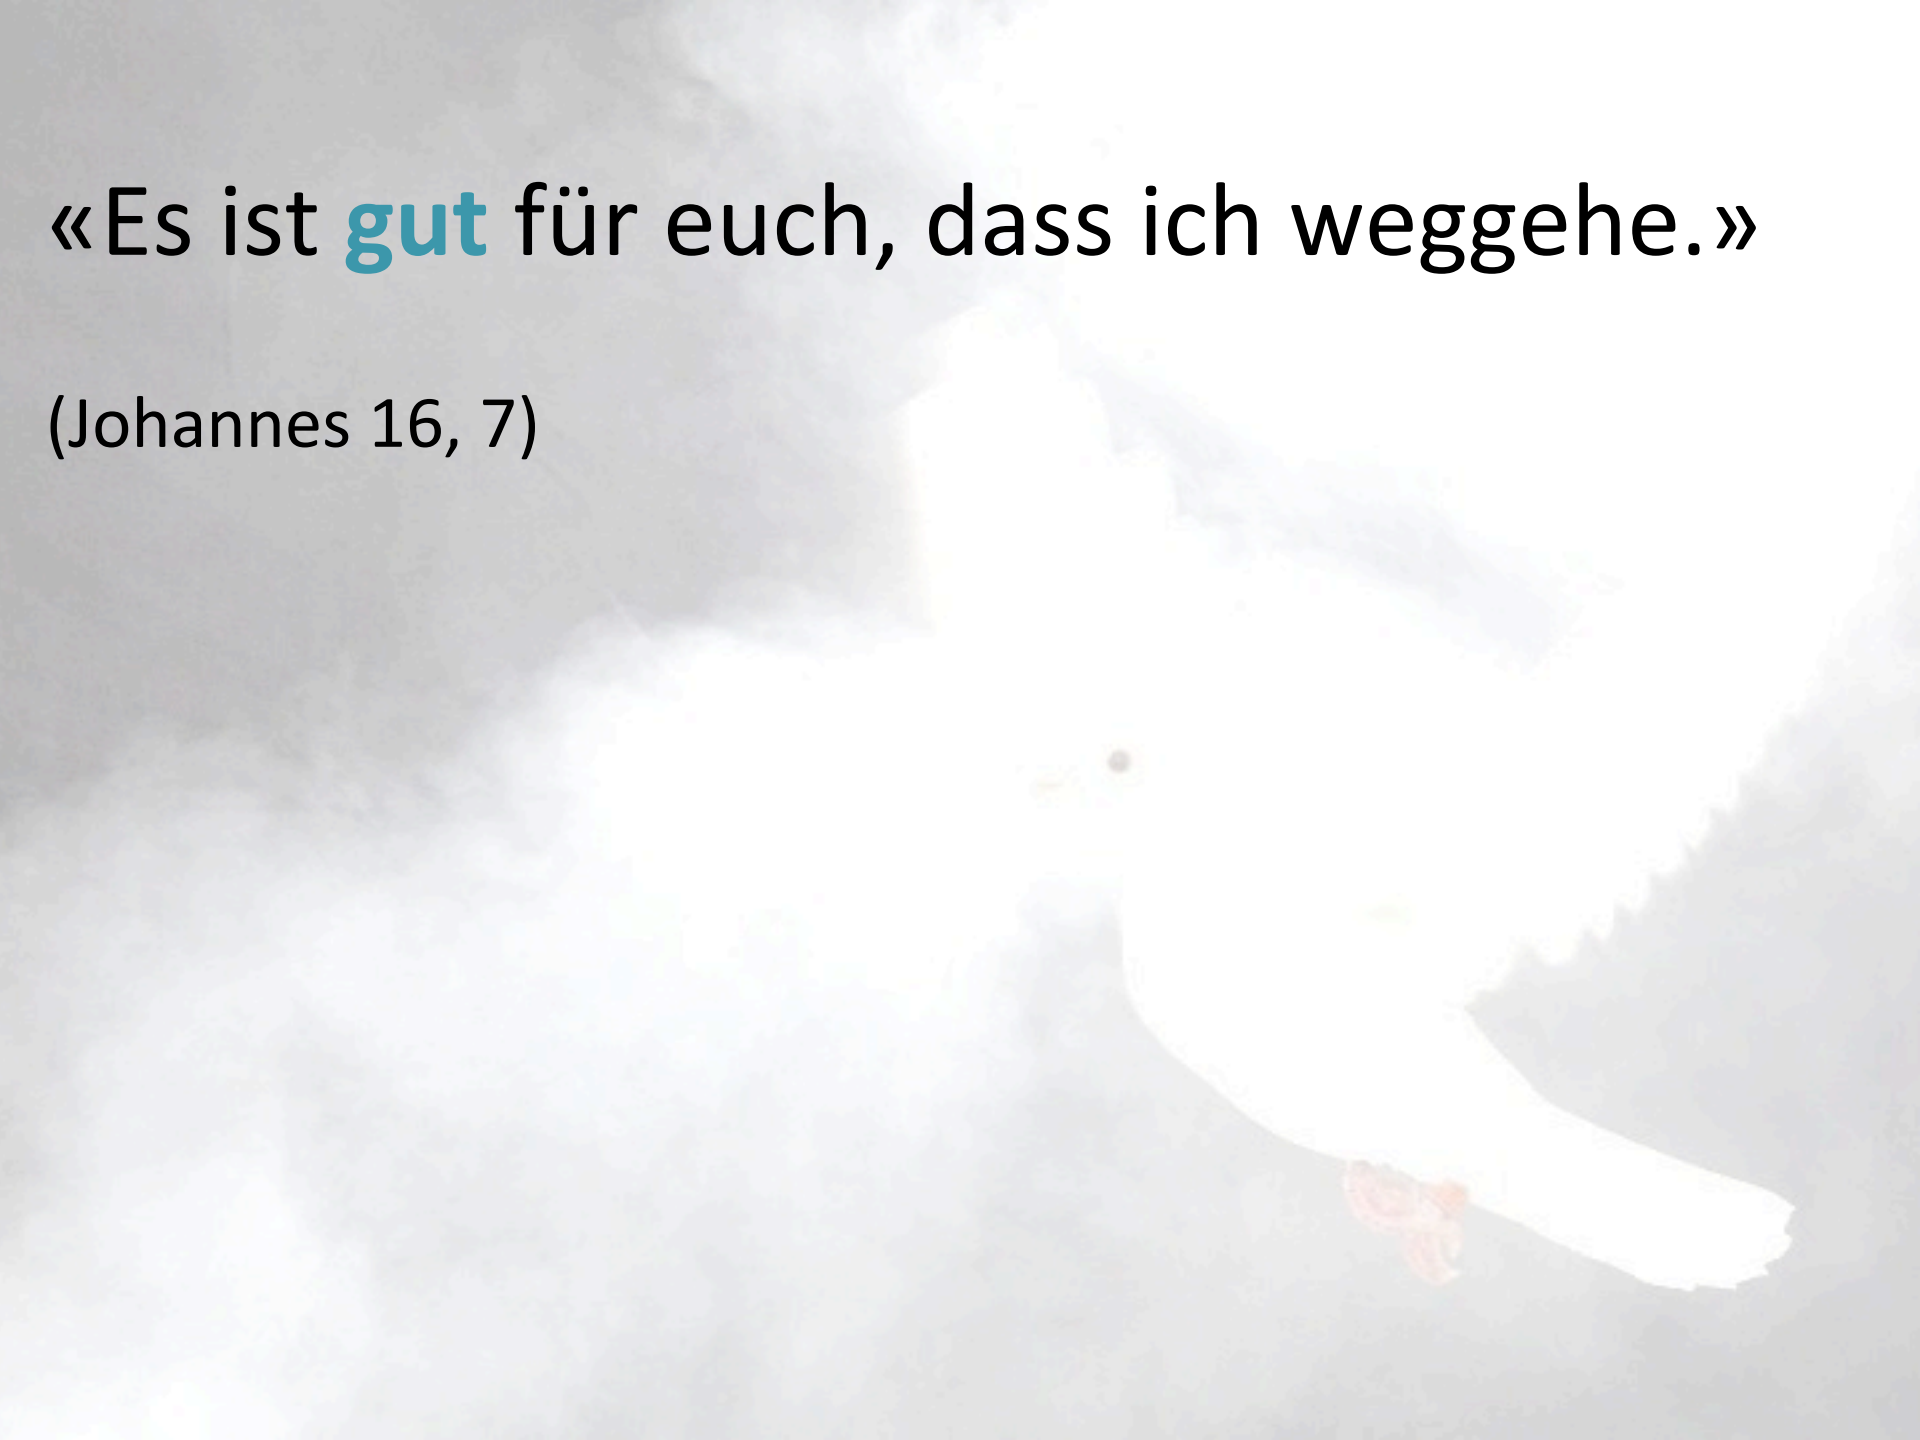 «Es ist gut für euch, dass ich weggehe.»
(Johannes 16, 7)